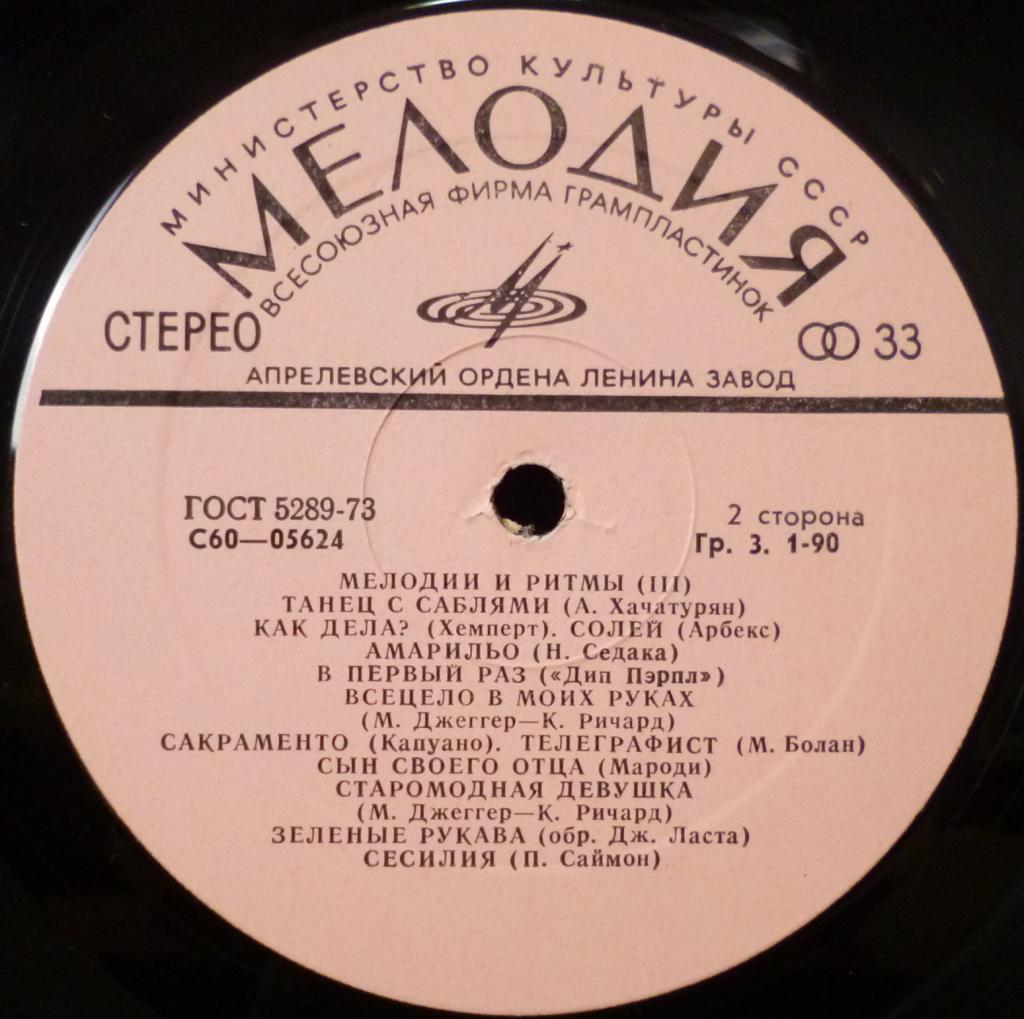 МИНИСТЕРСТВО КУЛЬТУРЫ СССР
МЕЛОДИЯ
ВСЕСОЮЗНАЯ ФИРМА ГРАМПЛАСТИНОК
СТЕРЕО
33
АПРЕЛЕВСКИЙ ОРДЕНА ЛЕНИНА ЗАВОД
ГОСТ 5289-73
С60—05624
2 сторона
Гр. 3. 1-90
МЕЛОДИИ И РИТМЫ (III)
ТАНЕЦ С САБЛЯМИ (А. Хачатурян)
КАК ДЕЛА? (Хемперт). СОЛЕЙ (Арбекс)
АМАРИЛЬО (Н. Седака)
В ПЕРВЫЙ РАЗ («Дип Пэрпл»)
ВСЕЦЕЛО В МОИХ РУКАХ
(М. Джеггер—К. Ричард)
САКРАМЕНТО (Капуано). ТЕЛЕГРАФИСТ (М. Болан)
СЫН СВОЕГО ОТЦА (Мароди)
СТАРОМОДНАЯ ДЕВУШКА
(М. Джеггер—К. Ричард)
ЗЕЛЕНЫЕ РУКАВА (обр. Дж. Ласта)
СЕСИЛИЯ (П. Саймон)